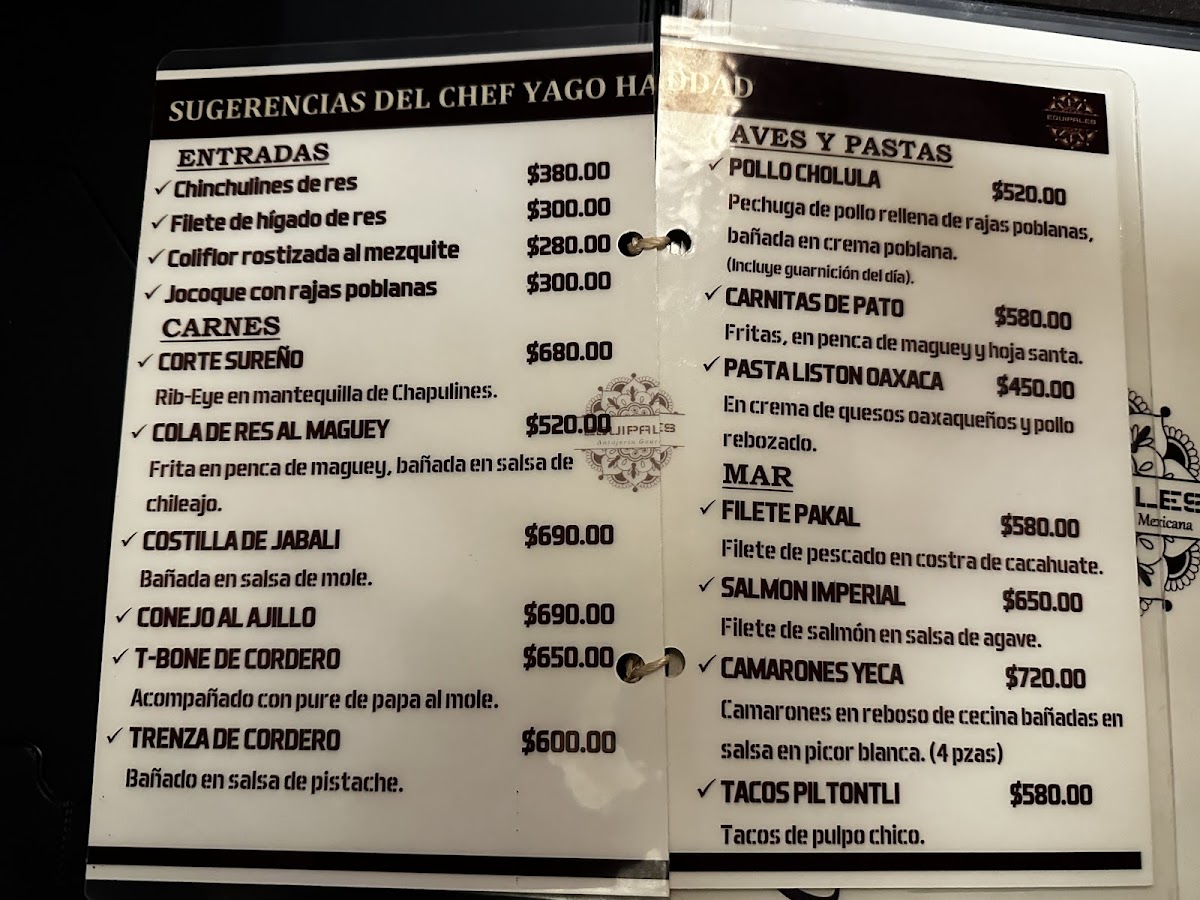 SUGERENCIAS DEL CHEF YAGO HADDAD
ENTRADAS
✓ Chinchulines de res $380.00
✓ Filete de hígado de res $300.00
✓ Coliflor rostizada al mezquite $280.00
✓ Jocoque con rajas poblanas $300.00
CARNES
✓ CORTE SUREÑO $680.00
Rib-Eye en mantequilla de Chapulines.
✓ COLA DE RES AL MAGUEY $520.00
Frita en penca de maguey, bañada en salsa de
chileajo.
✓ COSTILLA DE JABALI $690.00
Bañada en salsa de mole.
✓ CONEJO AL AJILLO $690.00
✓ T-BONE DE CORDERO $650.00
Acompañado con pure de papa al mole.
✓ TRENZA DE CORDERO $600.00
Bañado en salsa de pistache.
EQUIPALES
AVES Y PASTAS
✓ POLLO CHOLULA $520.00
Pechuga de pollo rellena de rajas poblanas,
bañada en crema poblana.
(Incluye guarnición del día).
✓ CARNITAS DE PATO $580.00
Fritas, en penca de maguey y hoja santa.
✓ PASTA LISTON OAXACA $450.00
En crema de quesos oaxaqueños y pollo
rebozado.
MAR
✓ FILETE PAKAL $580.00
Filete de pescado en costra de cacahuate.
✓ SALMON IMPERIAL $650.00
Filete de salmón en salsa de agave.
✓ CAMARONES YECA $720.00
Camarones en reboso de cecina bañadas en
salsa en picor blanca. (4 pzas)
✓ TACOS PILTONTLI $580.00
Tacos de pulpo chico.
LES
Mexicana